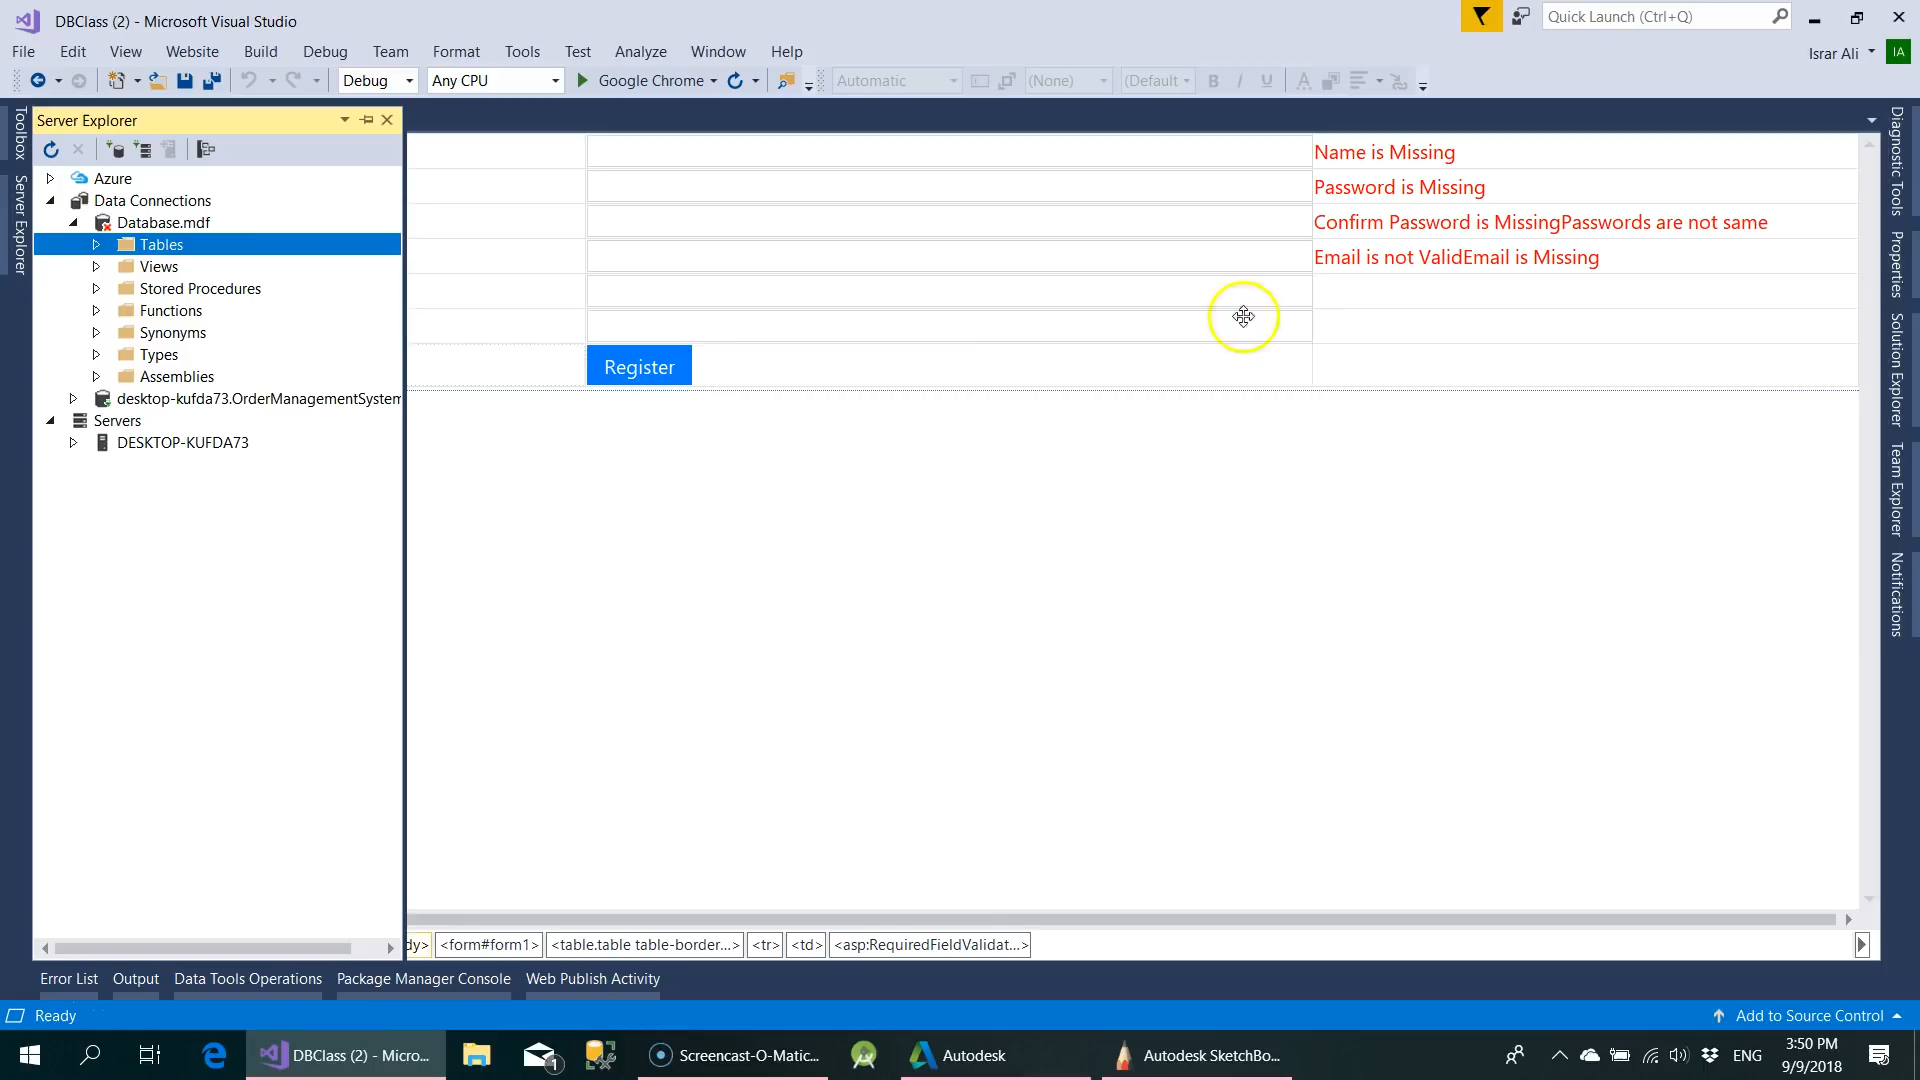 DBClass (2) - Microsoft Visual Studio
Quick Launch (Ctrl+Q)
File Edit View Website Build Debug Team Format Tools Test Analyze Window Help
Israr Ali IA
Debug Any CPU Google Chrome Automatic (None) (Default B I U A
Toolbox
Server Explorer
Server Explorer
Azure
Data Connections
Database.mdf
Tables
Views
Stored Procedures
Functions
Synonyms
Types
Assemblies
desktop-kufda73.OrderManagementSystem
Servers
DESKTOP-KUFDA73
Name is Missing
Password is Missing
Confirm Password is MissingPasswords are not same
Email is not ValidEmail is Missing
Register
Diagnostic Tools
Properties
Solution Explorer
Team Explorer
Notifications
dy> <form#form1> <table.table table-border...> <tr> <td> <asp:RequiredFieldValidat...>
Error List Output Data Tools Operations Package Manager Console Web Publish Activity
Ready
Add to Source Control
DBClass (2) - Micro... 1 Screencast-O-Matic... Autodesk Autodesk SketchBo... ENG
3:50 PM
9/9/2018